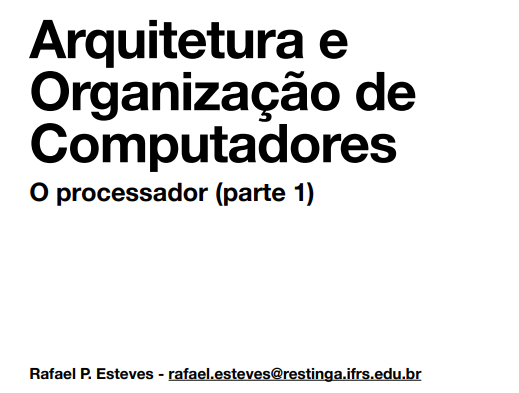 Arquitetura e
Organização de
Computadores
O processador (parte 1)
Rafael P. Esteves - rafael.esteves@restinga.ifrs.edu.br